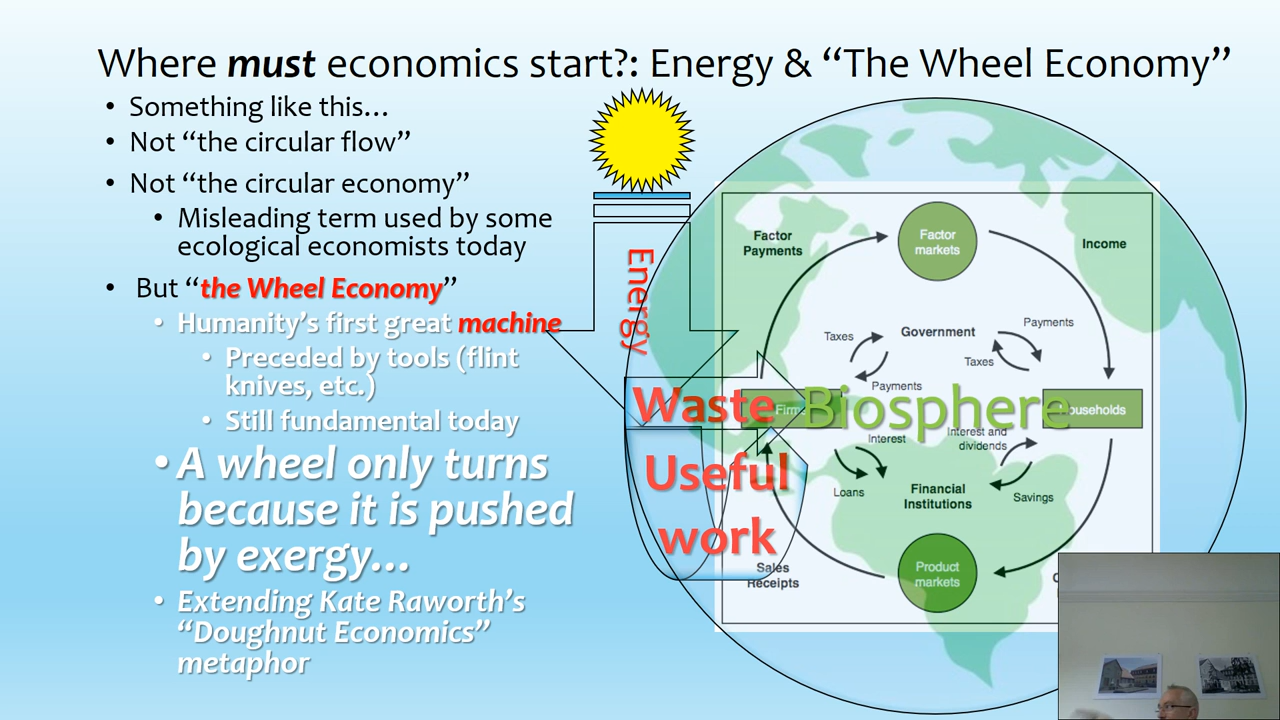 Where must economics start?: Energy & “The Wheel Economy”
• Something like this…
• Not “the circular flow”
• Not “the circular economy”
• Misleading term used by some
ecological economists today
• But “the Wheel Economy”
• Humanity’s first great machine
• Preceded by tools (flint
knives, etc.)
• Still fundamental today
• A wheel only turns
because it is pushed
by exergy…
• Extending Kate Raworth’s
“Doughnut Economics”
metaphor
Energy
Waste
Useful
work
Biosphere
Factor
Payments
Factor
markets
Income
Taxes
Government
Payments
Taxes
Payments
Households
Interest
Interest and
dividends
Loans
Financial
Institutions
Savings
Sales
Receipts
Product
markets